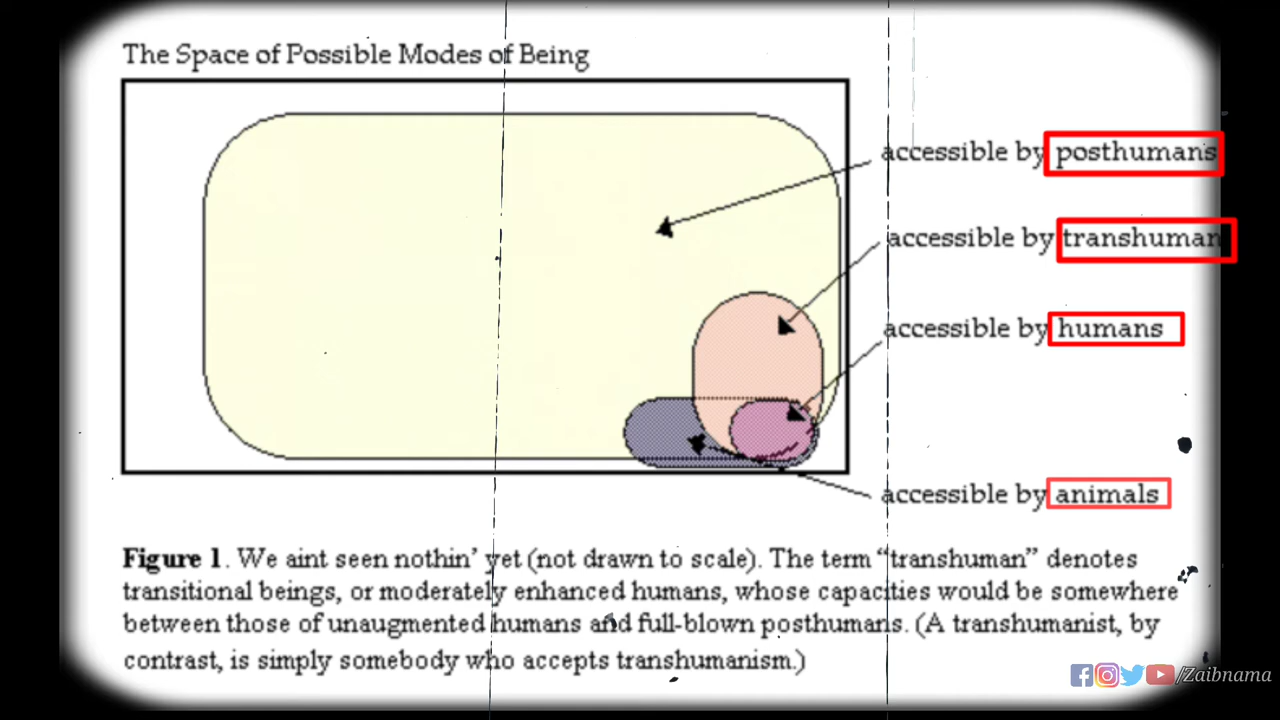 The Space of Possible Modes of Being
accessible by posthumans
accessible by transhuman
accessible by humans
accessible by animals
Figure 1. We aint seen nothin’ yet (not drawn to scale). The term “transhuman” denotes
transitional beings, or moderately enhanced humans, whose capacities would be somewhere
between those of unaugmented humans and full-blown posthumans. (A transhumanist, by
contrast, is simply somebody who accepts transhumanism.)
/Zaibnama